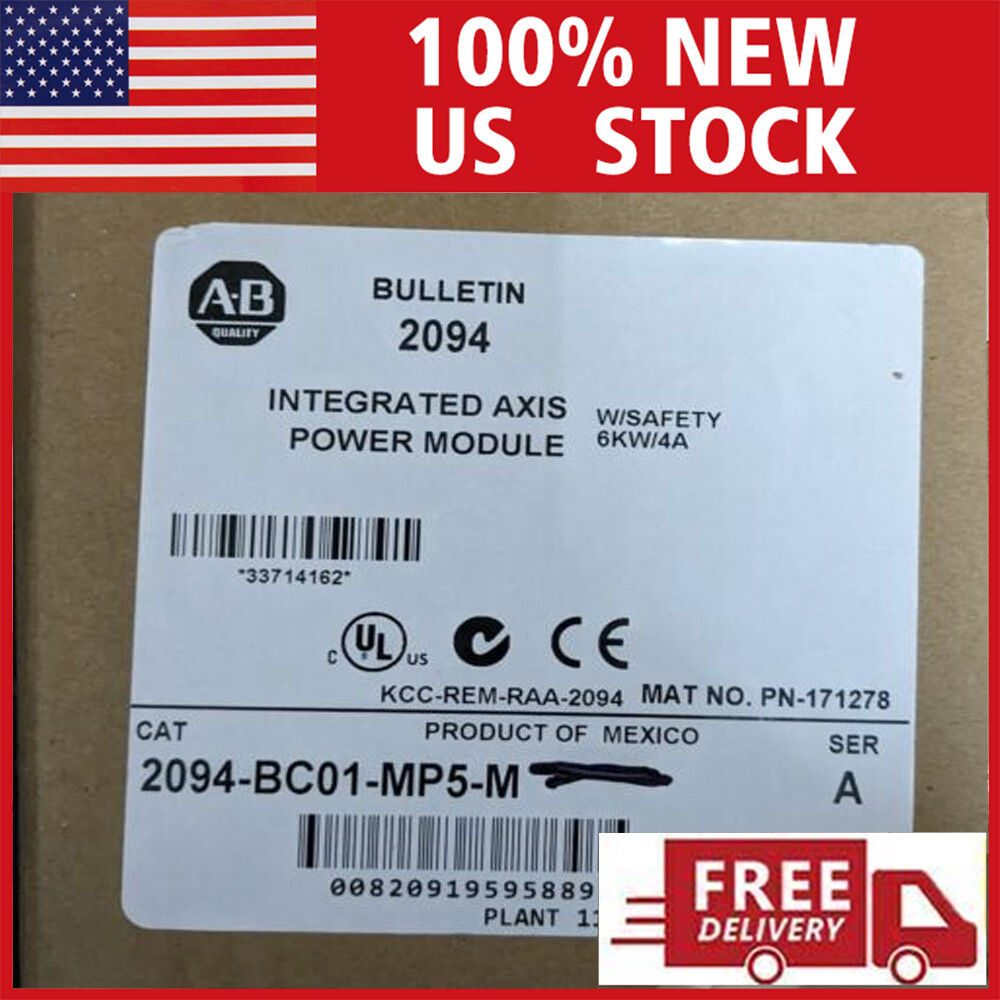 100% NEW
US STOCK
A-B
QUALITY
BULLETIN
2094
INTEGRATED AXIS W/SAFETY
POWER MODULE 6KW/4A
*33714162*
C UL US CE
KCC-REM-RAA-2094 MAT NO. PN-171278
CAT PRODUCT OF MEXICO SER
2094-BC01-MP5-M A
00820919595889
PLANT 11
FREE
DELIVERY